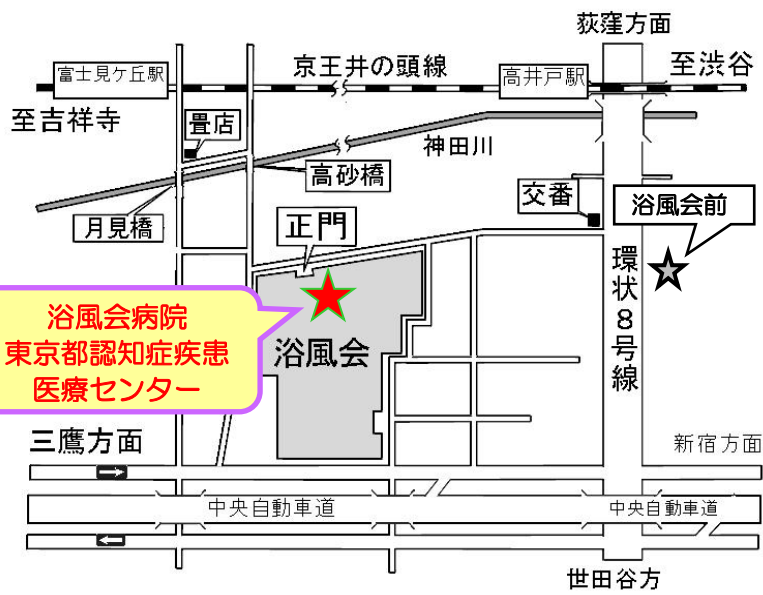 荻窪方面
富士見ケ丘駅
京王井の頭線
高井戸駅
至渋谷
至吉祥寺
畳店
神田川
高砂橋
月見橋
交番
浴風会前
正門
環状8号線
浴風会病院
東京都認知症疾患
医療センター
浴風会
三鷹方面
新宿方面
中央自動車道
中央自動車道
世田谷方